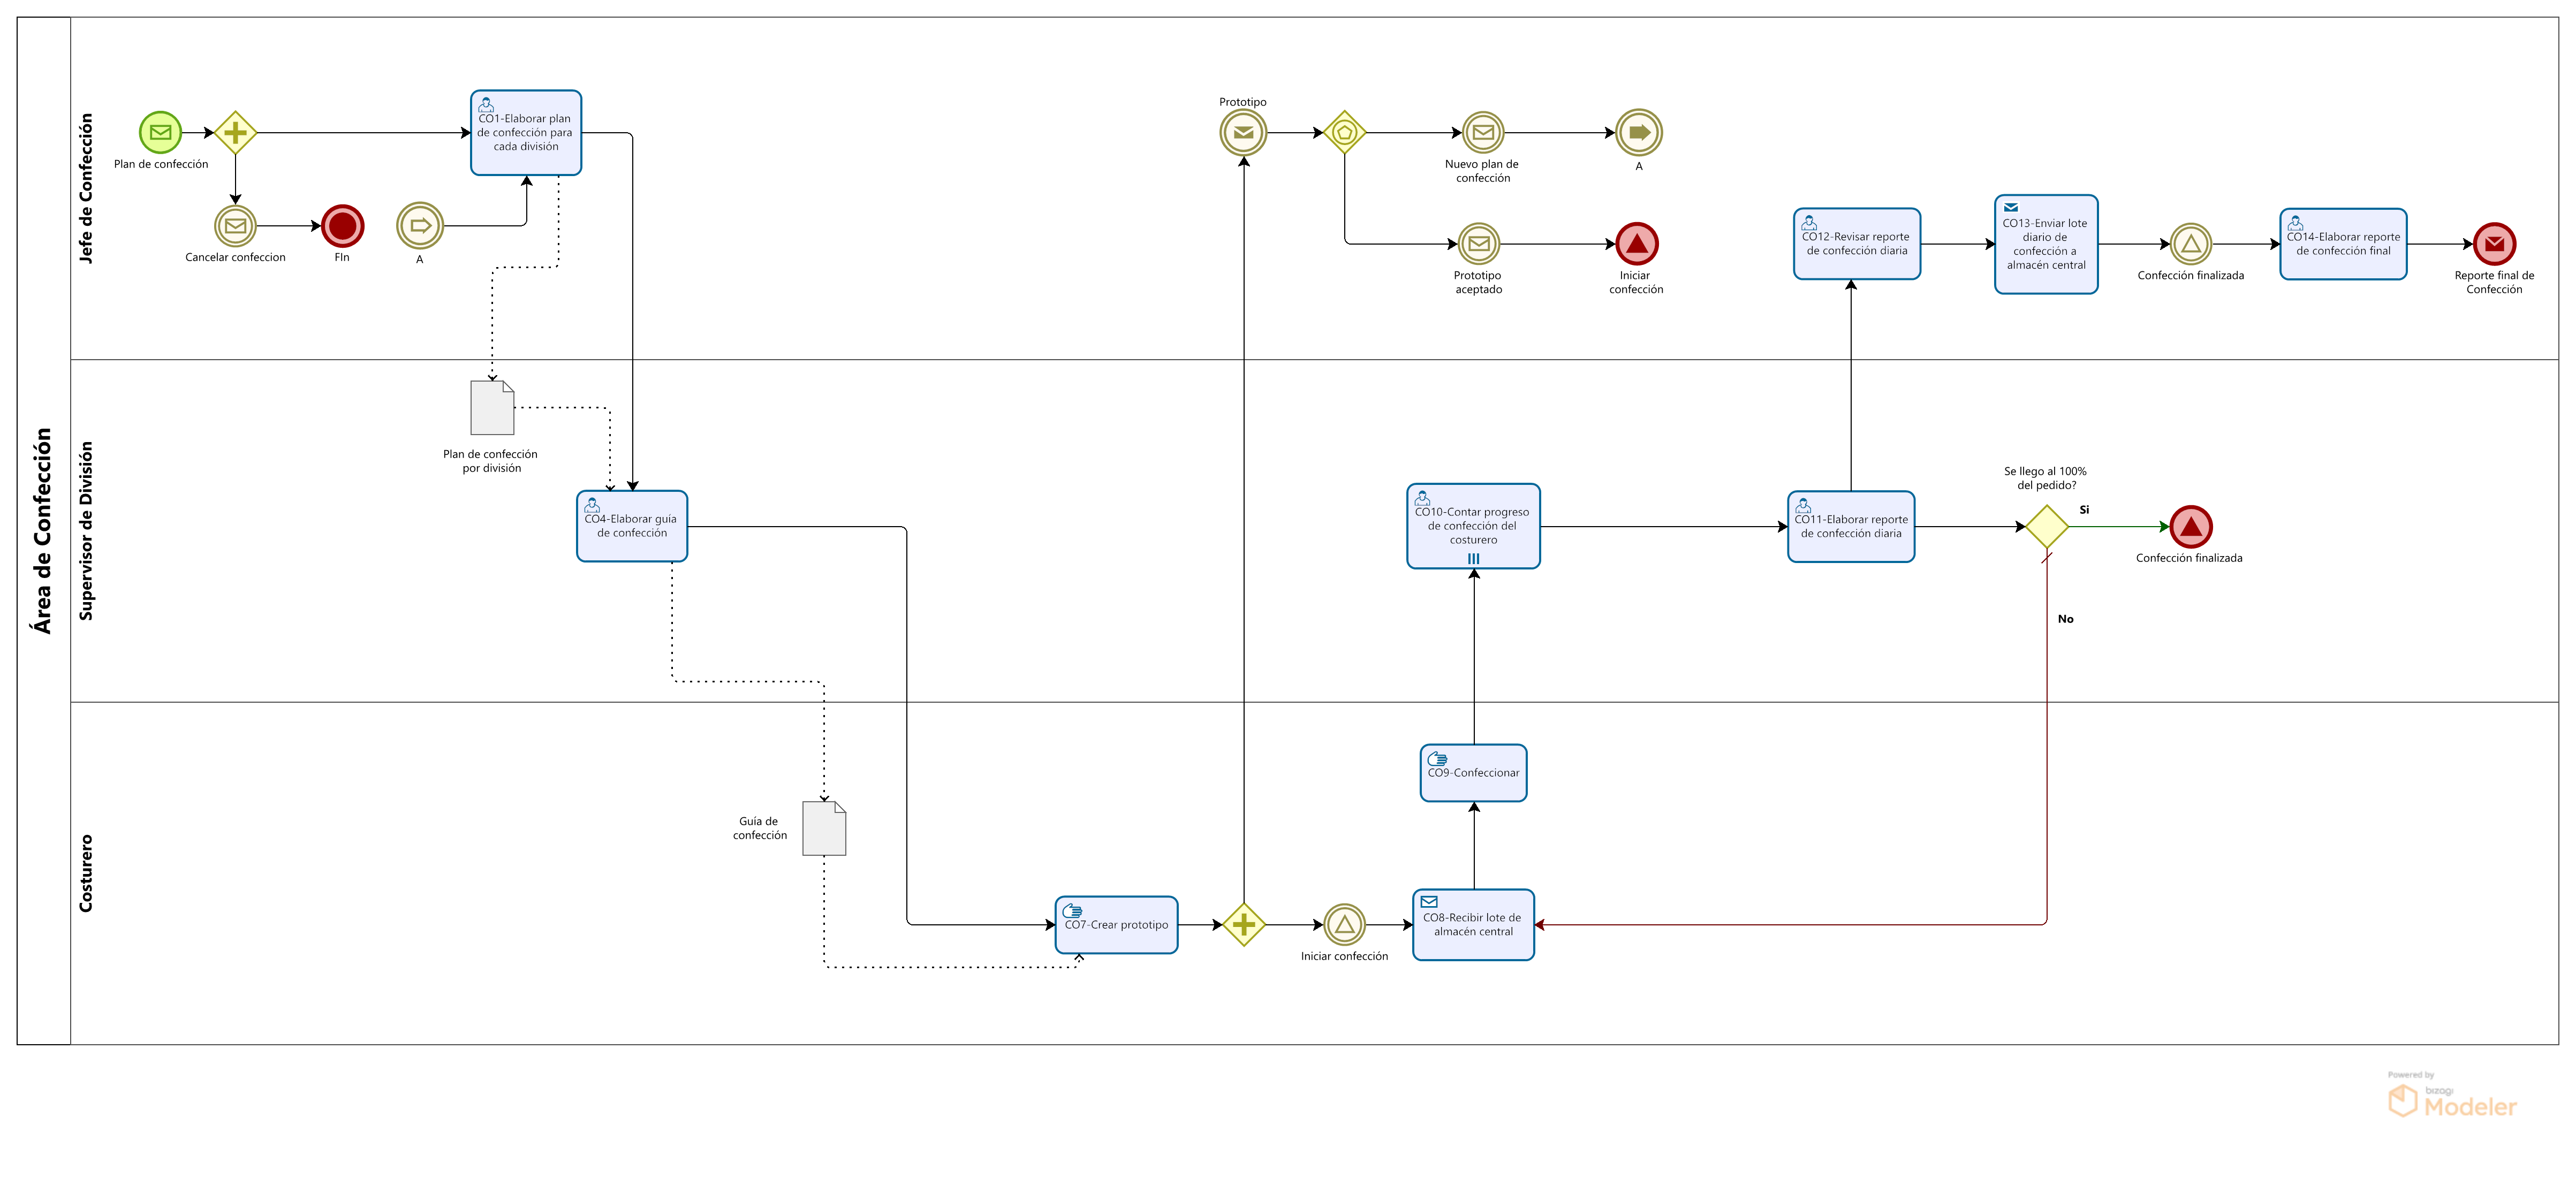 Área de Confección
Jefe de Confección
Plan de confección
Cancelar confeccion
FIn
A
CO1-Elaborar plan
de confección para
cada división
Prototipo
Nuevo plan de
confección
A
Prototipo
aceptado
Iniciar
confección
CO12-Revisar reporte
de confección diaria
CO13-Enviar lote
diario de
confección a
almacén central
Confección finalizada
CO14-Elaborar reporte
de confección final
Reporte final de
Confección
Supervisor de División
Plan de confección
por división
CO4-Elaborar guía
de confección
CO10-Contar progreso
de confección del
costurero
CO11-Elaborar reporte
de confección diaria
Se llego al 100%
del pedido?
Si
No
Confección finalizada
Costurero
Guía de
confección
CO7-Crear prototipo
Iniciar confección
CO8-Recibir lote de
almacén central
CO9-Confeccionar
Powered by
bizagi
Modeler